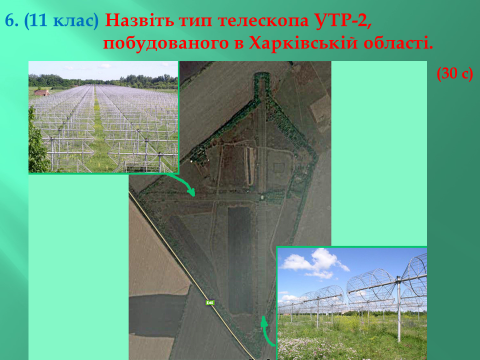 6. (11 клас) Назвіть тип телескопа УТР-2,
побудованого в Харківській області.
(30 с)